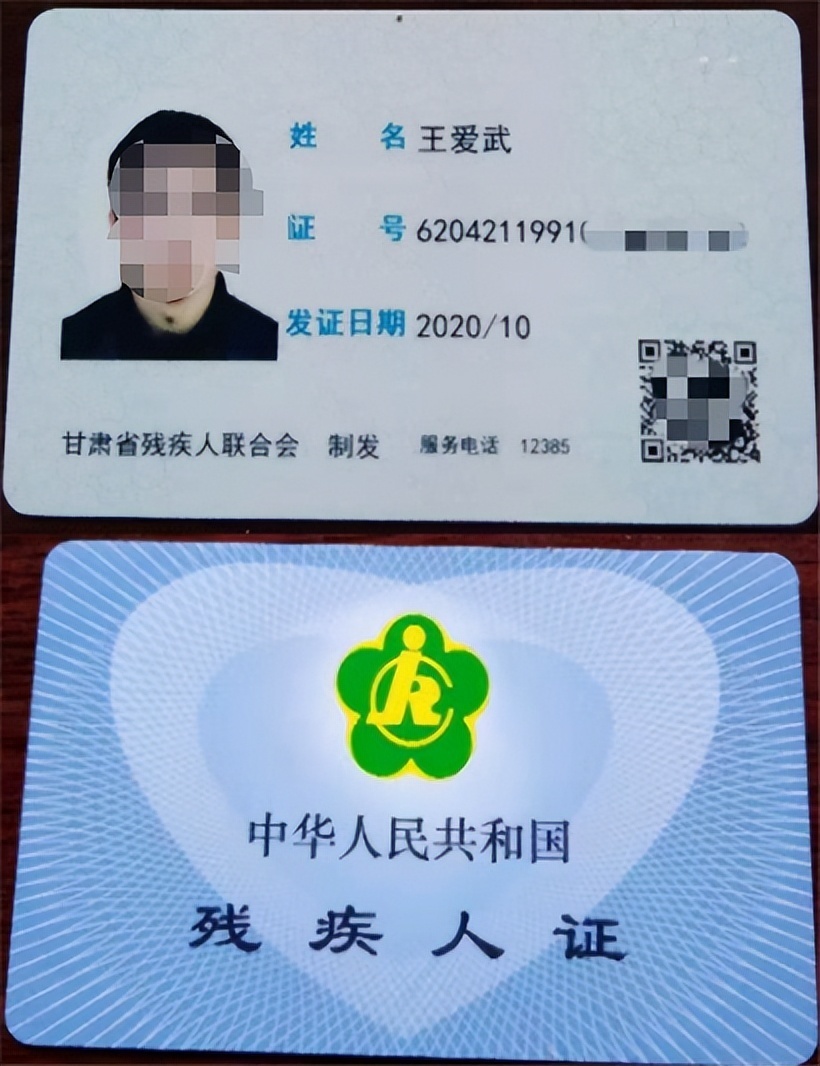 姓 名 王爱武
证 号 6204211991
发证日期 2020/10
甘肃省残疾人联合会 制发 服务电话 12385
中华人民共和国
残疾人证